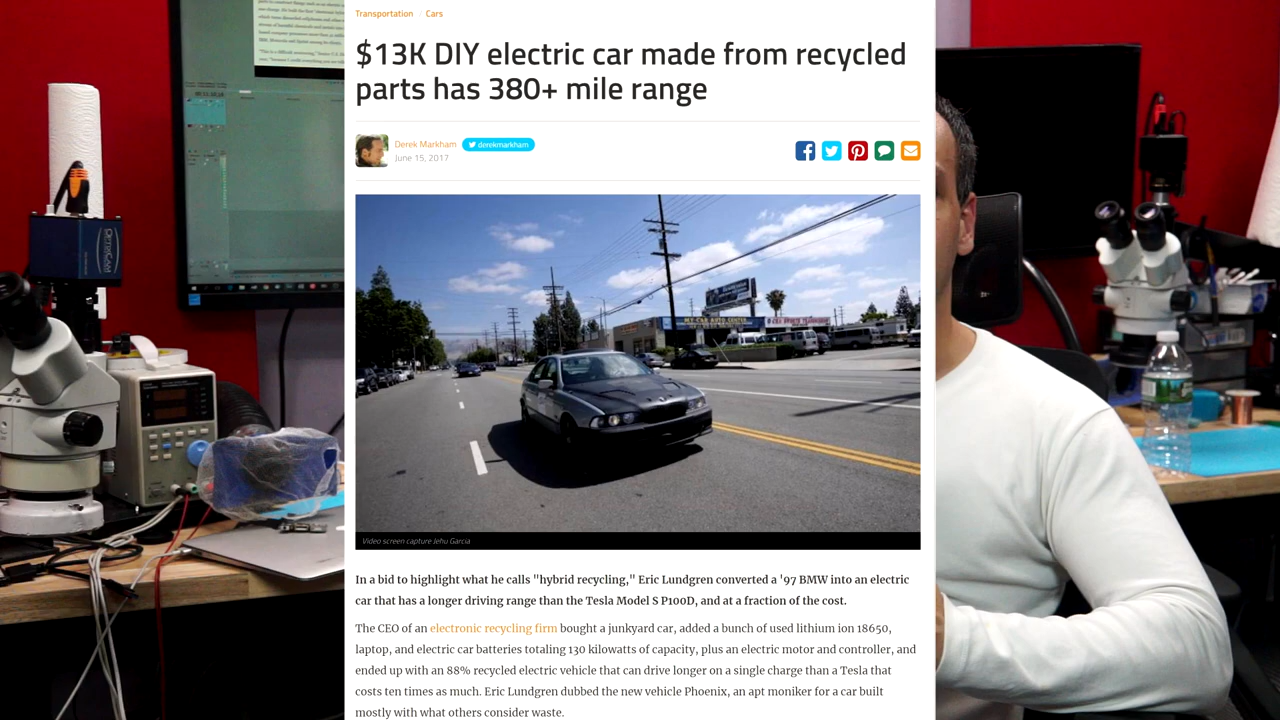 Transportation / Cars
$13K DIY electric car made from recycled
parts has 380+ mile range
Derek Markham derekmarkham
June 15, 2017
MY CAR AUTO CENTER
Video screen capture Jehu Garcia
In a bid to highlight what he calls "hybrid recycling," Eric Lundgren converted a '97 BMW into an electric
car that has a longer driving range than the Tesla Model S P100D, and at a fraction of the cost.
The CEO of an electronic recycling firm bought a junkyard car, added a bunch of used lithium ion 18650,
laptop, and electric car batteries totaling 130 kilowatts of capacity, plus an electric motor and controller, and
ended up with an 88% recycled electric vehicle that can drive longer on a single charge than a Tesla that
costs ten times as much. Eric Lundgren dubbed the new vehicle Phoenix, an apt moniker for a car built
mostly with what others consider waste.